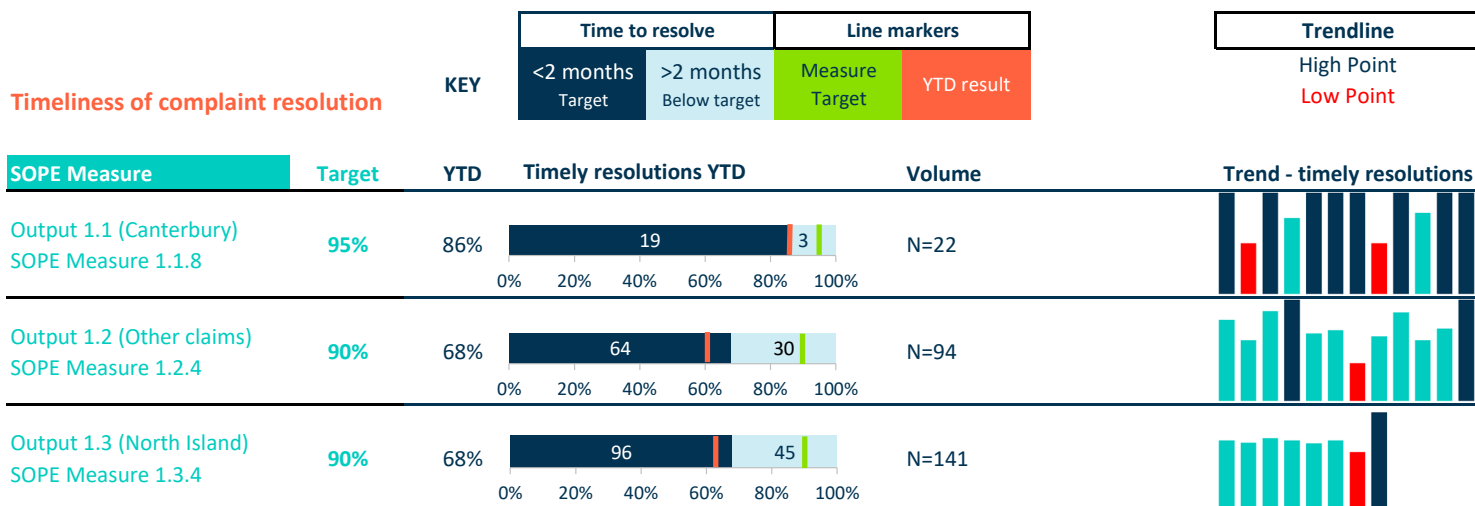 Time to resolve Line markers Trendline
Timeliness of complaint resolution
KEY
<2 months
Target
>2 months
Below target
Measure
Target
YTD result
High Point
Low Point
SOPE Measure Target YTD Timely resolutions YTD Volume Trend - timely resolutions
Output 1.1 (Canterbury)
SOPE Measure 1.1.8
95% 86% 19 3 N=22
0% 20% 40% 60% 80% 100%
Output 1.2 (Other claims)
SOPE Measure 1.2.4
90% 68% 64 30 N=94
0% 20% 40% 60% 80% 100%
Output 1.3 (North Island)
SOPE Measure 1.3.4
90% 68% 96 45 N=141
0% 20% 40% 60% 80% 100%